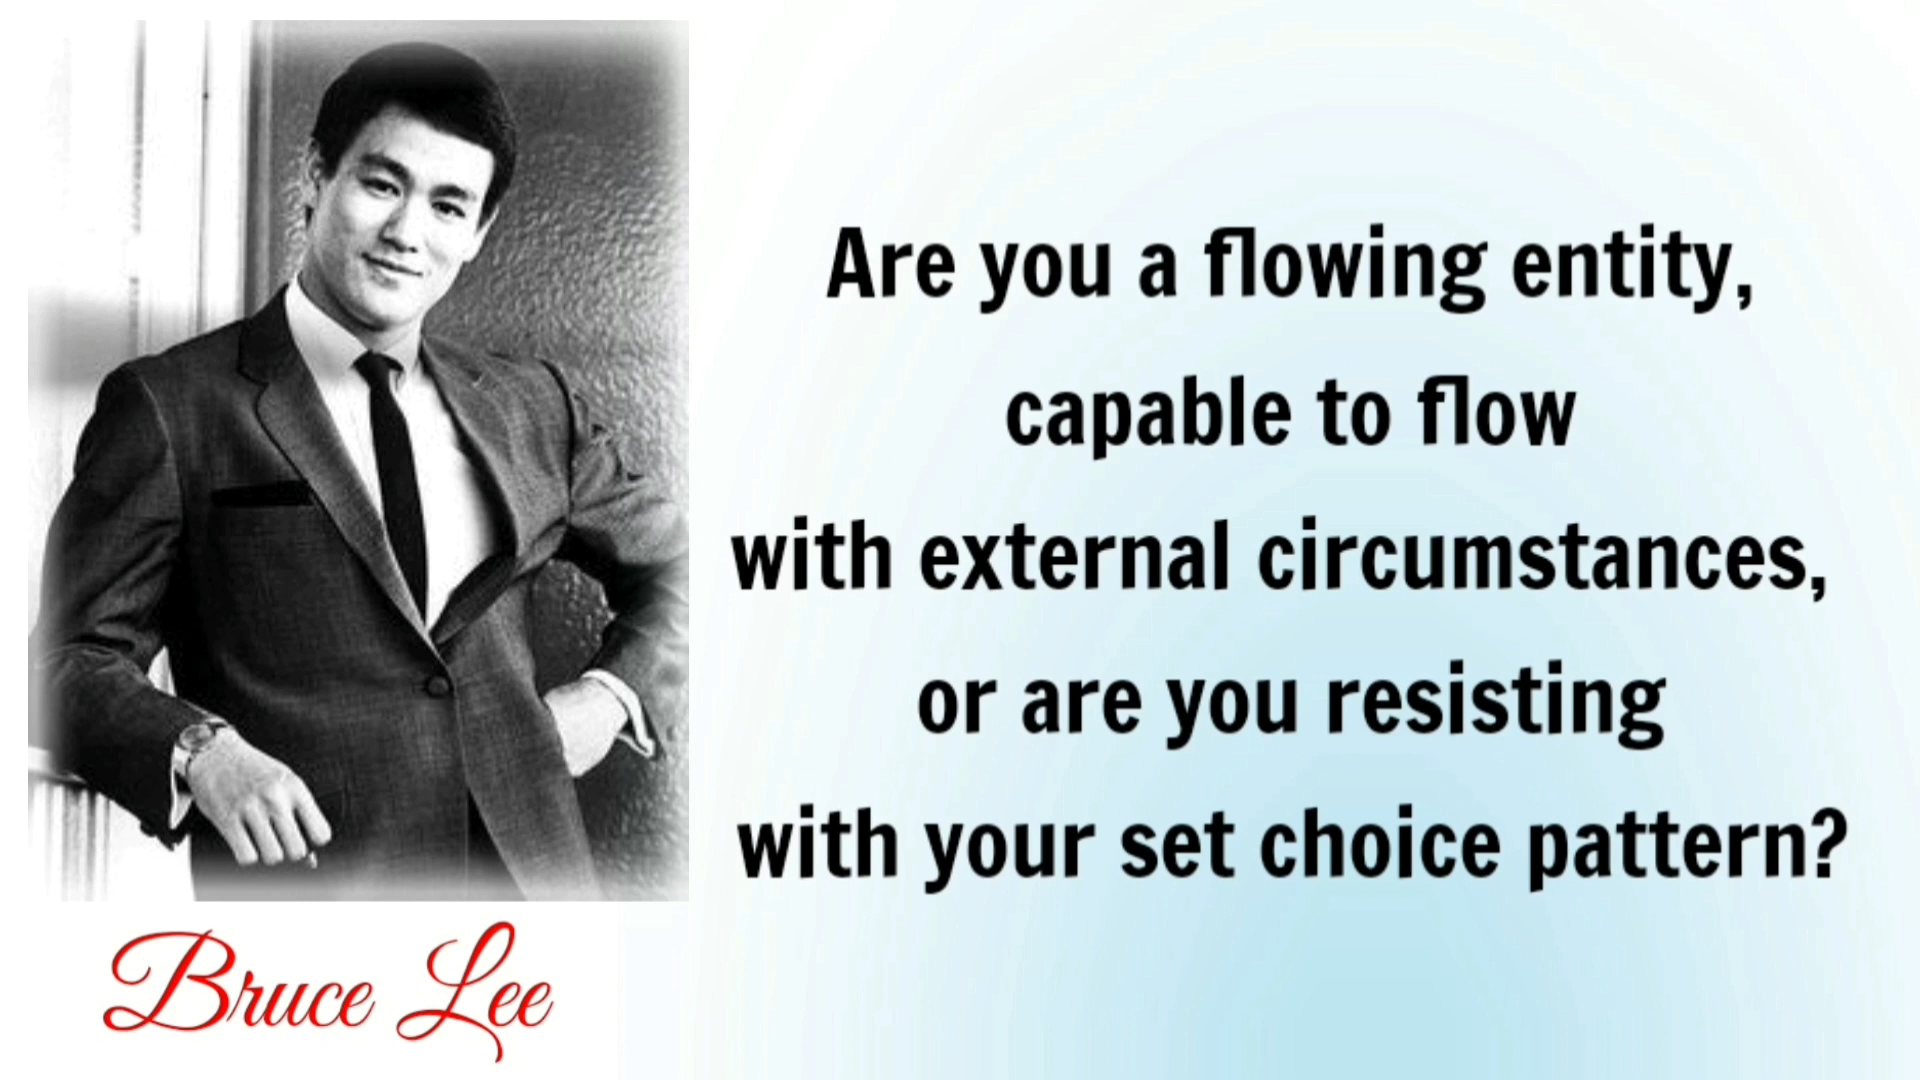 Are you a flowing entity,
capable to flow
with external circumstances,
or are you resisting
with your set choice pattern?
Bruce Lee